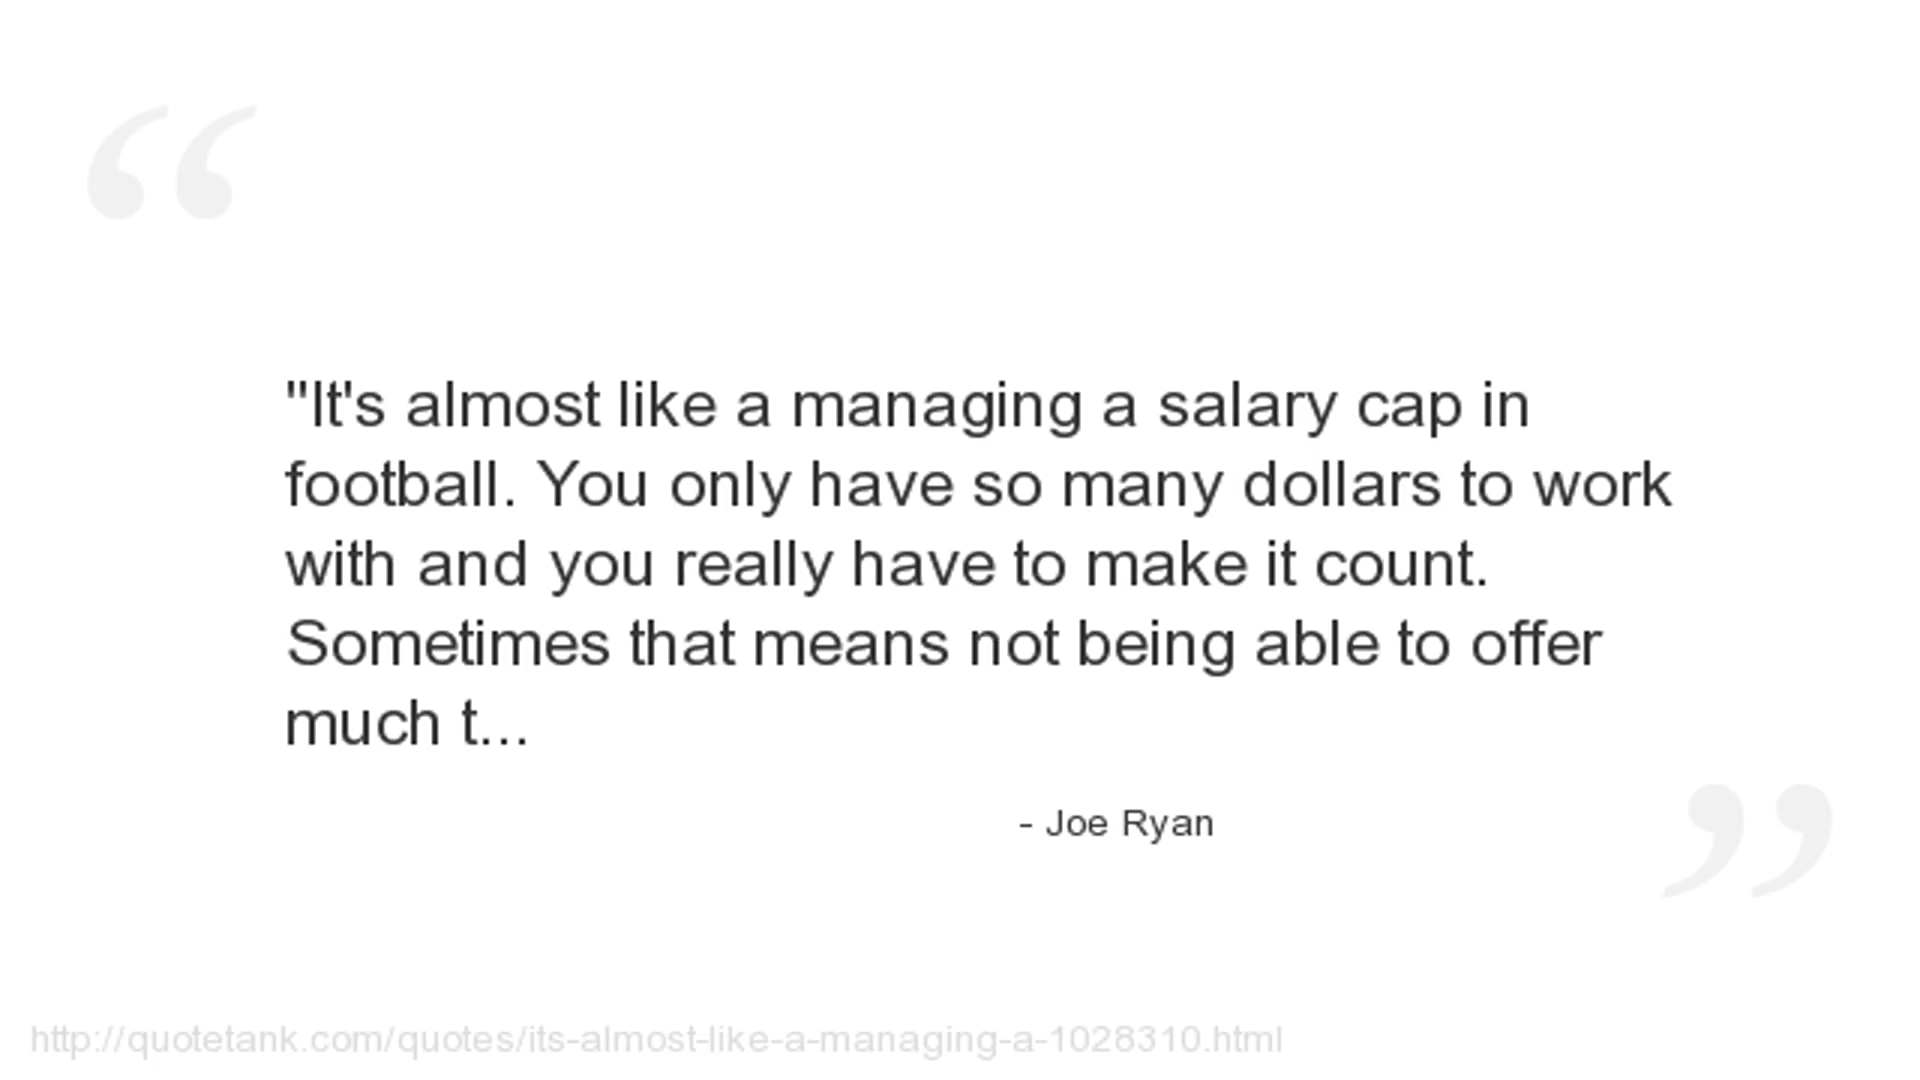 "It's almost like a managing a salary cap in
football. You only have so many dollars to work
with and you really have to make it count.
Sometimes that means not being able to offer
much t...
- Joe Ryan
http://quotetank.com/quotes/its-almost-like-a-managing-a-1028310.html